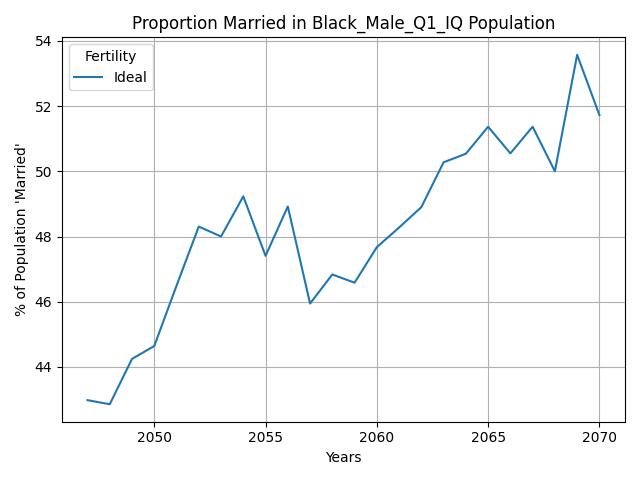 Proportion Married in Black_Male_Q1_IQ Population
Fertility
Ideal
% of Population 'Married'
54
52
50
48
46
44
2050
2055
2060
2065
2070
Years